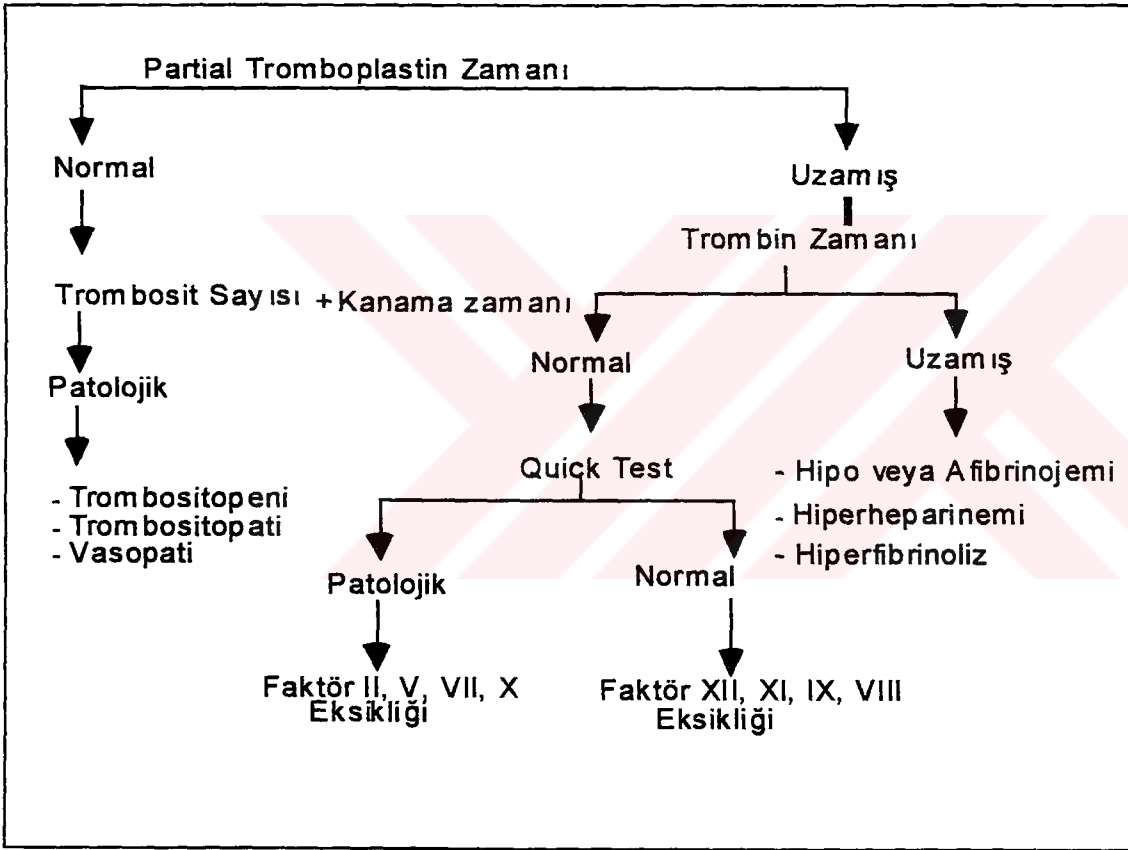 Partial Tromboplastin Zamanı
Normal
Uzamış
Trombin Zamanı
Trombosit Sayısı + Kanama zamanı
Normal
Uzamış
Patolojik
Quick Test
- Hipo veya Afibrinojemi
- Hiperheparinemi
- Hiperfibrinoliz
- Trombositopeni
- Trombositopati
- Vasopati
Patolojik
Normal
Faktör II, V, VII, X
Eksikliği
Faktör XII, XI, IX, VIII
Eksikliği